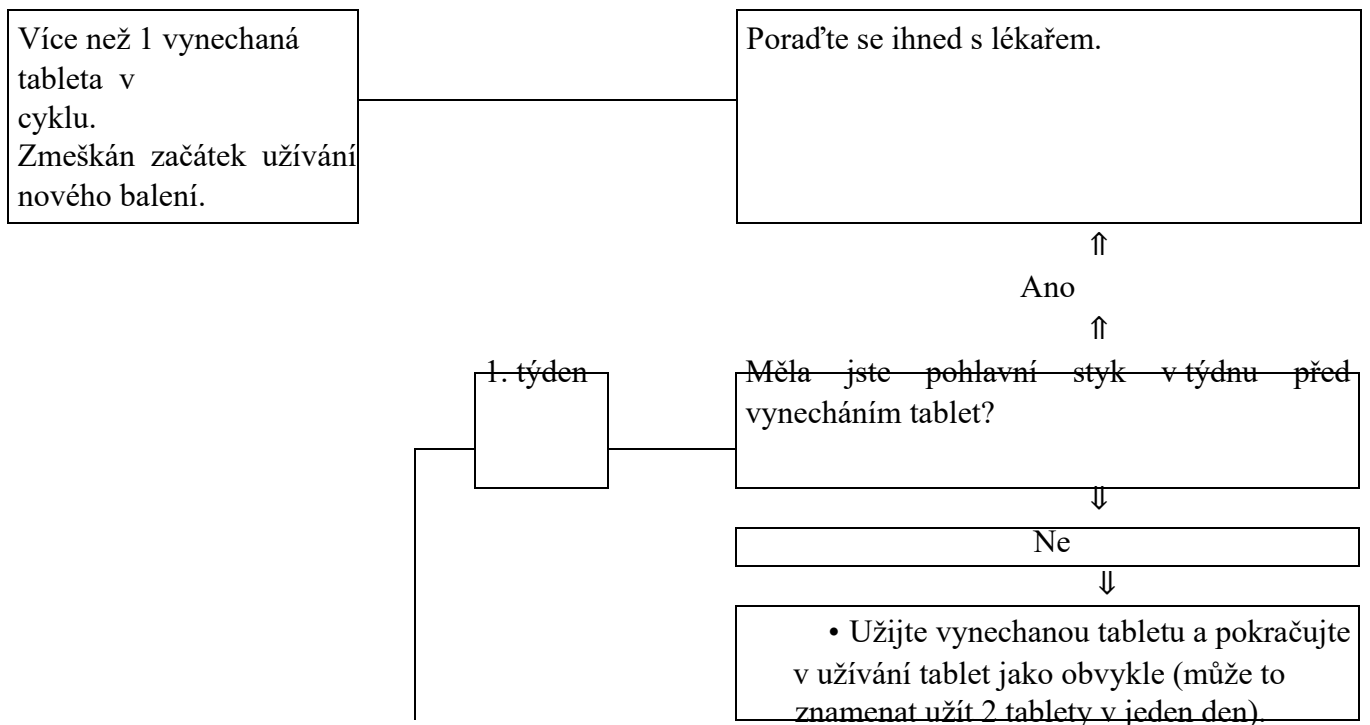 Více než 1 vynechaná
tableta v
cyklu.
Zmeškán začátek užívání
nového balení.
Poraďte se ihned s lékařem.
⇑
Ano
⇑
1. týden
Měla jste pohlavní styk v týdnu před
vynecháním tablet?
⇓
Ne
⇓
• Užijte vynechanou tabletu a pokračujte
v užívání tablet jako obvykle (může to
znamenat užít 2 tablety v jeden den).